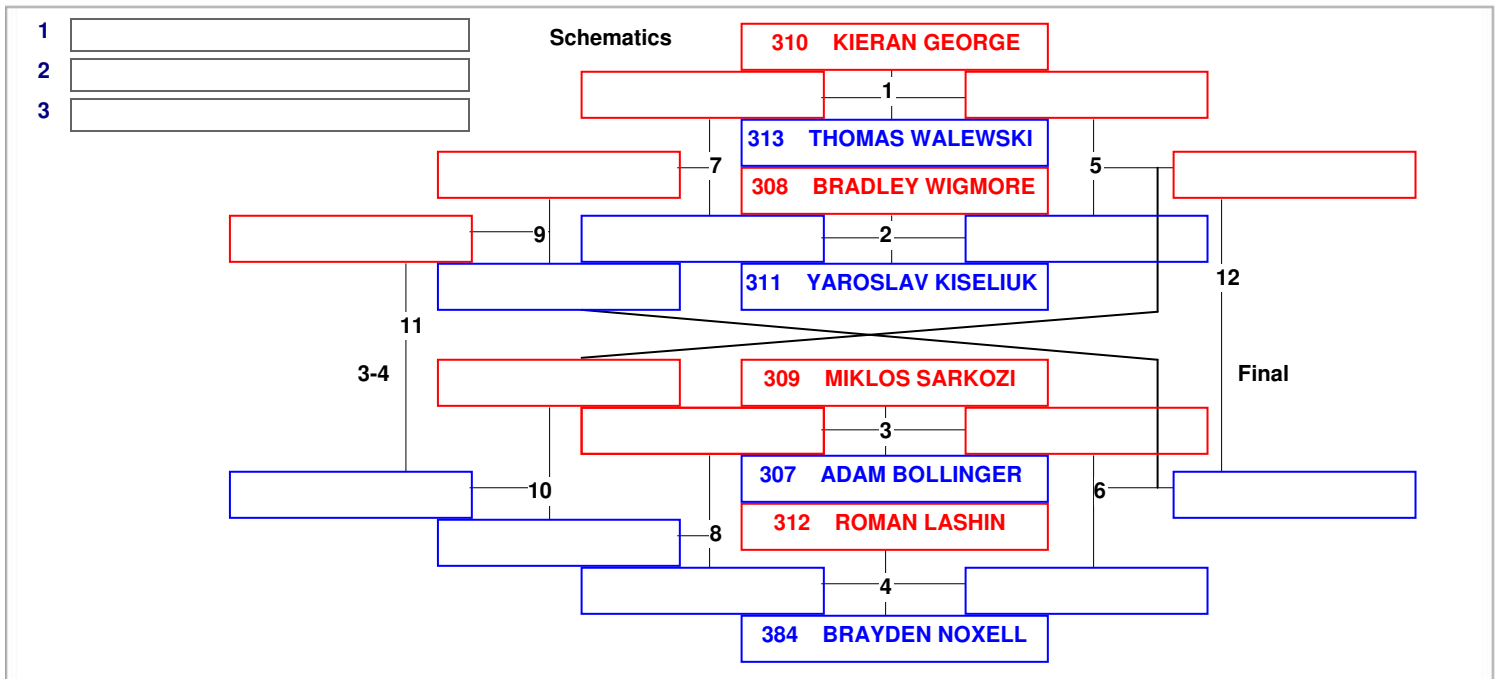 1
Schematics
310 KIERAN GEORGE
2
1
3
313 THOMAS WALEWSKI
7
5
308 BRADLEY WIGMORE
9
2
311 YAROSLAV KISELIUK
12
11
3-4
309 MIKLOS SARKOZI
Final
3
307 ADAM BOLLINGER
10
6
312 ROMAN LASHIN
8
4
384 BRAYDEN NOXELL